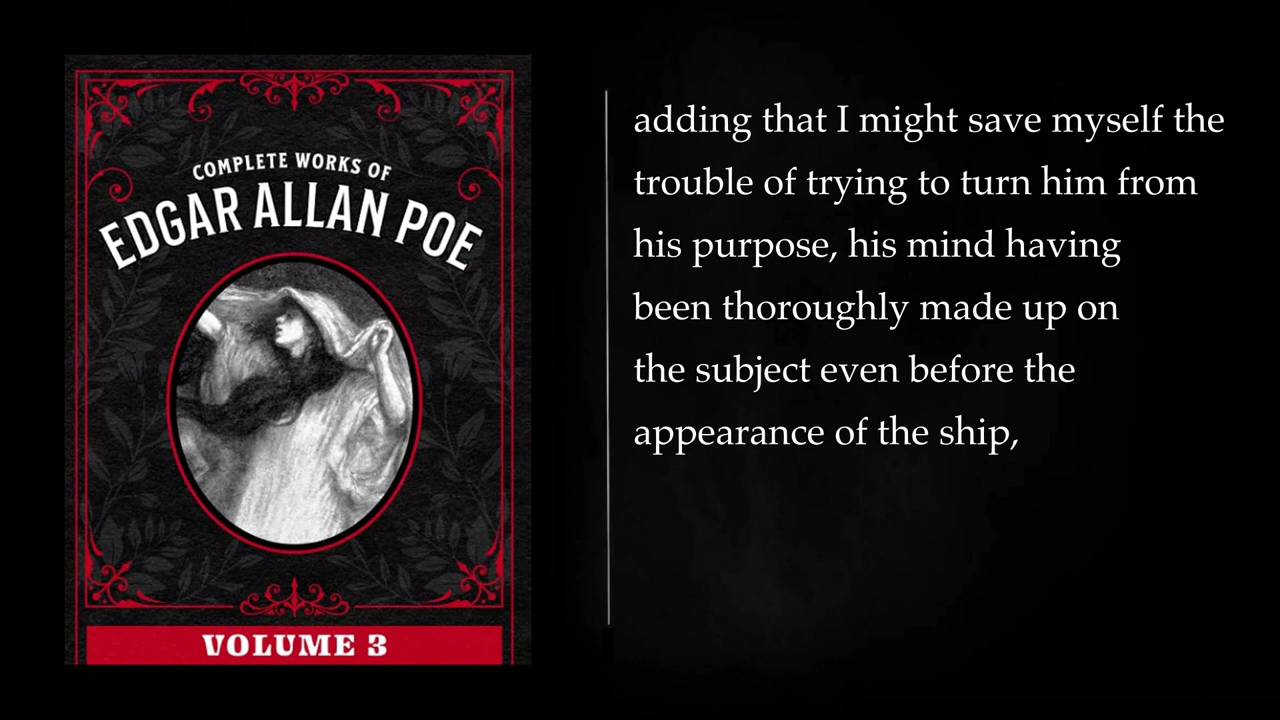 COMPLETE WORKS OF
EDGAR ALLAN POE
VOLUME 3
adding that I might save myself the
trouble of trying to turn him from
his purpose, his mind having
been thoroughly made up on
the subject even before the
appearance of the ship,